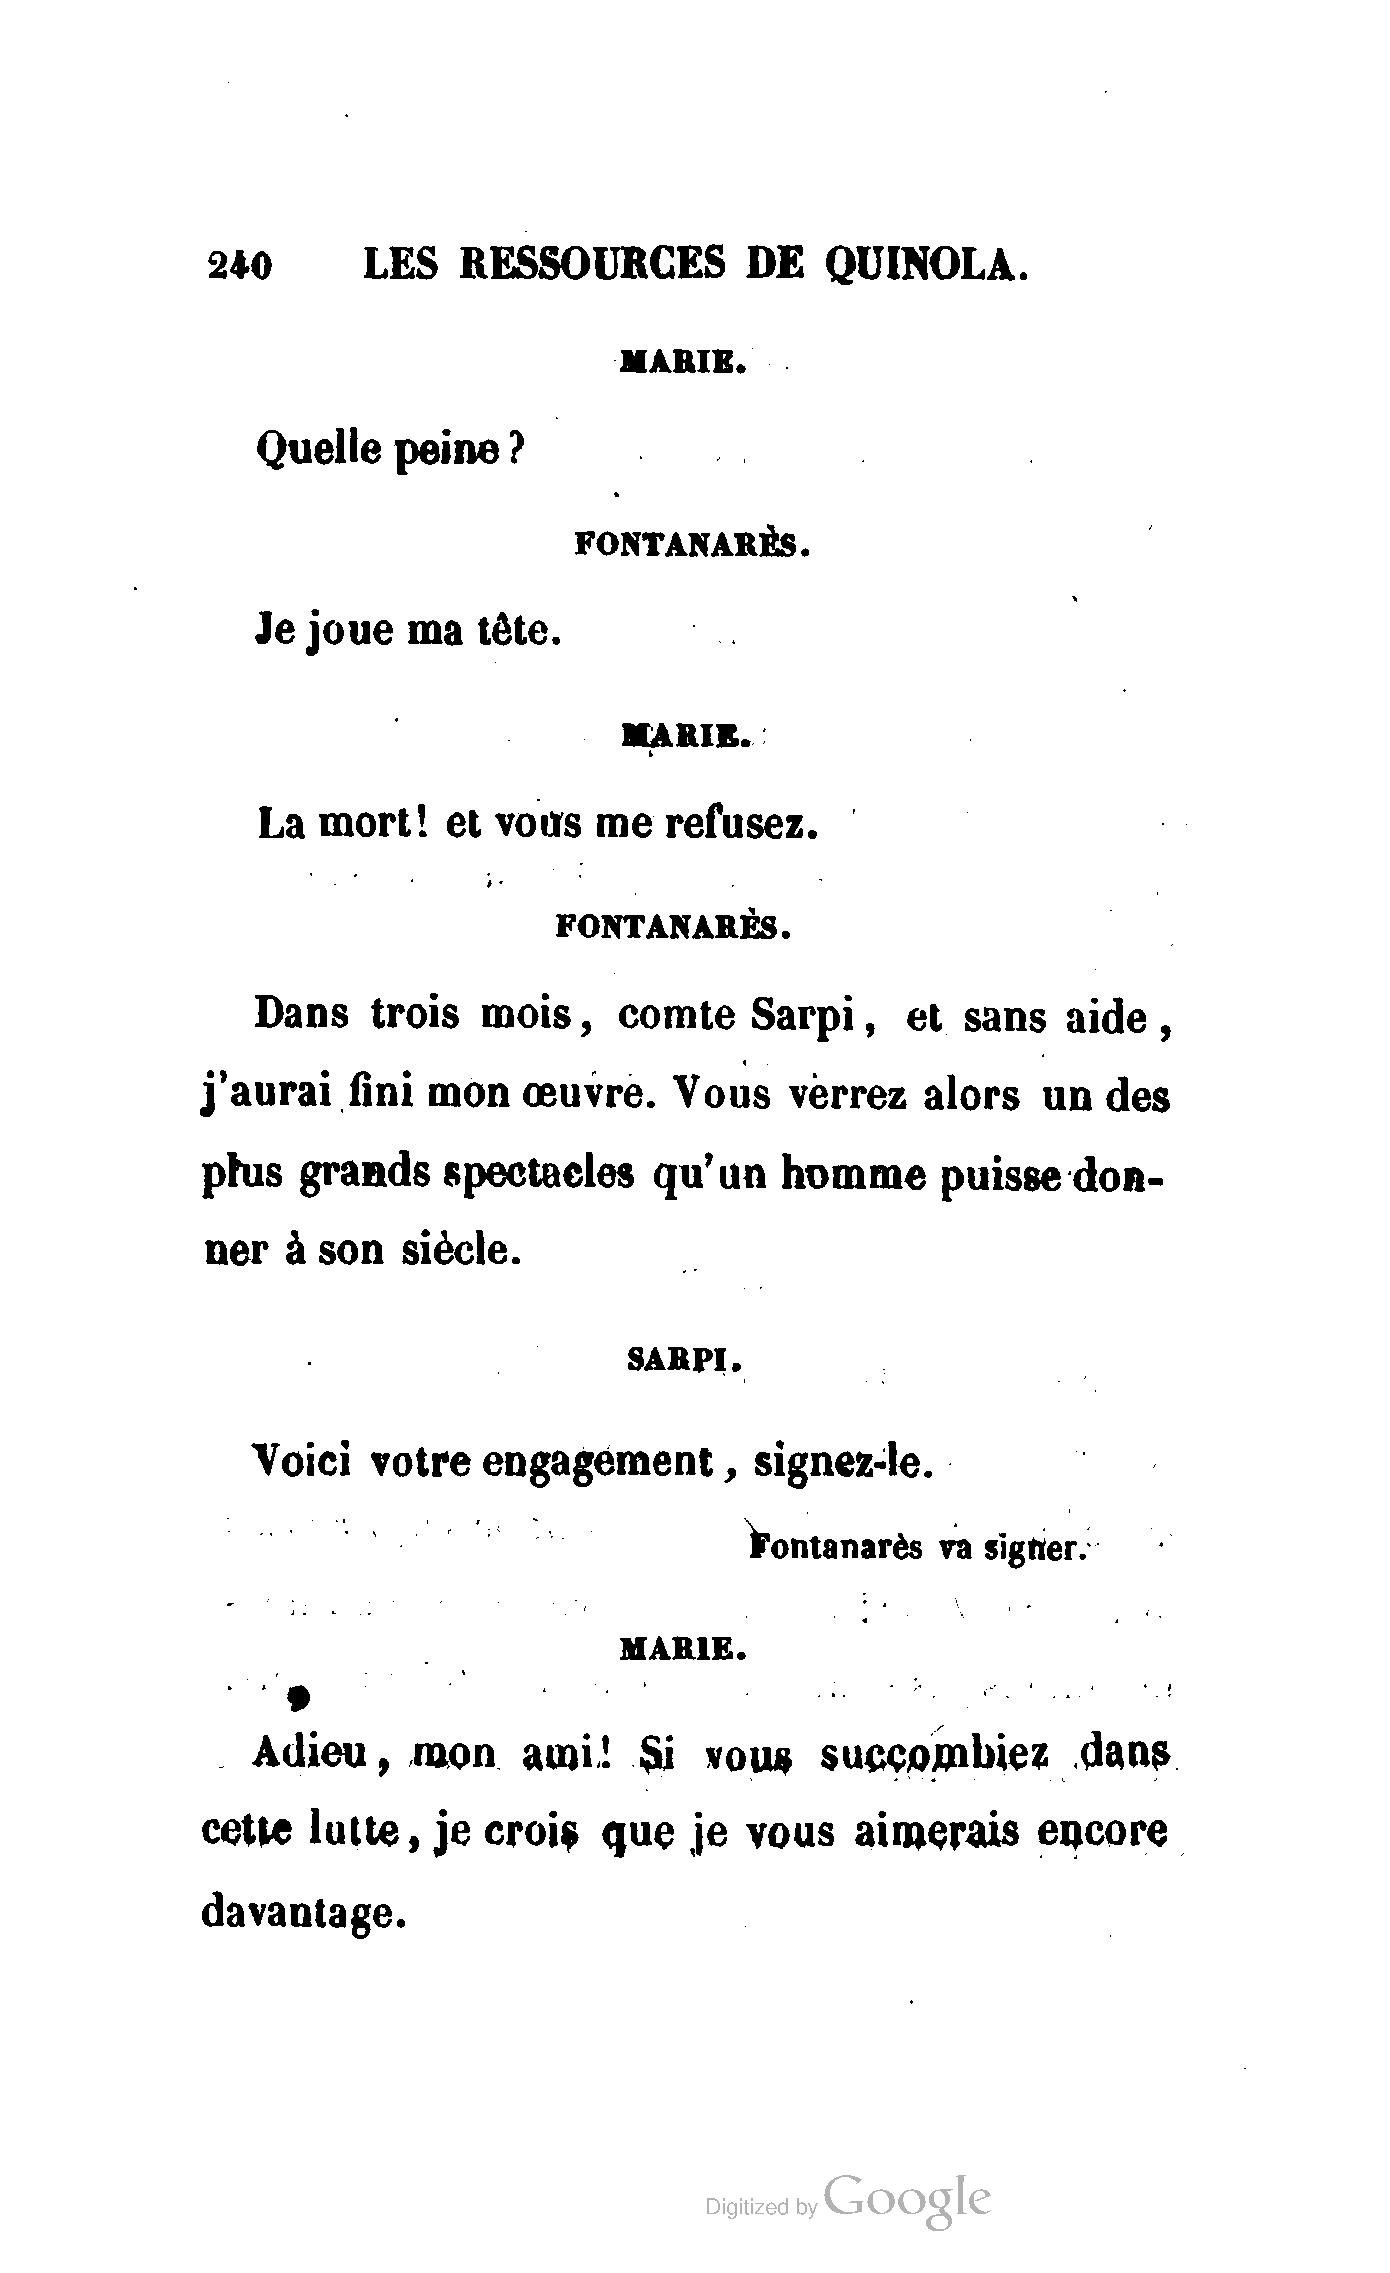 240 LES RESSOURCES DE QUINOLA.
MARIE.
Quelle peine ?
FONTANARÈS.
Je joue ma tête.
MARIE.
La mort! et vous me refusez.
FONTANARÈS.
Dans trois mois, comte Sarpi, et sans aide,
j'aurai fini mon œuvre. Vous verrez alors un des
plus grands spectacles qu'un homme puisse don-
ner à son siècle.
SARPI.
Voici votre engagement, signez-le.
Fontanarès va signer.
MARIE.
Adieu, mon ami! Si vous succombiez dans
cette lutte, je crois que je vous aimerais encore
davantage.
Digitized by Google